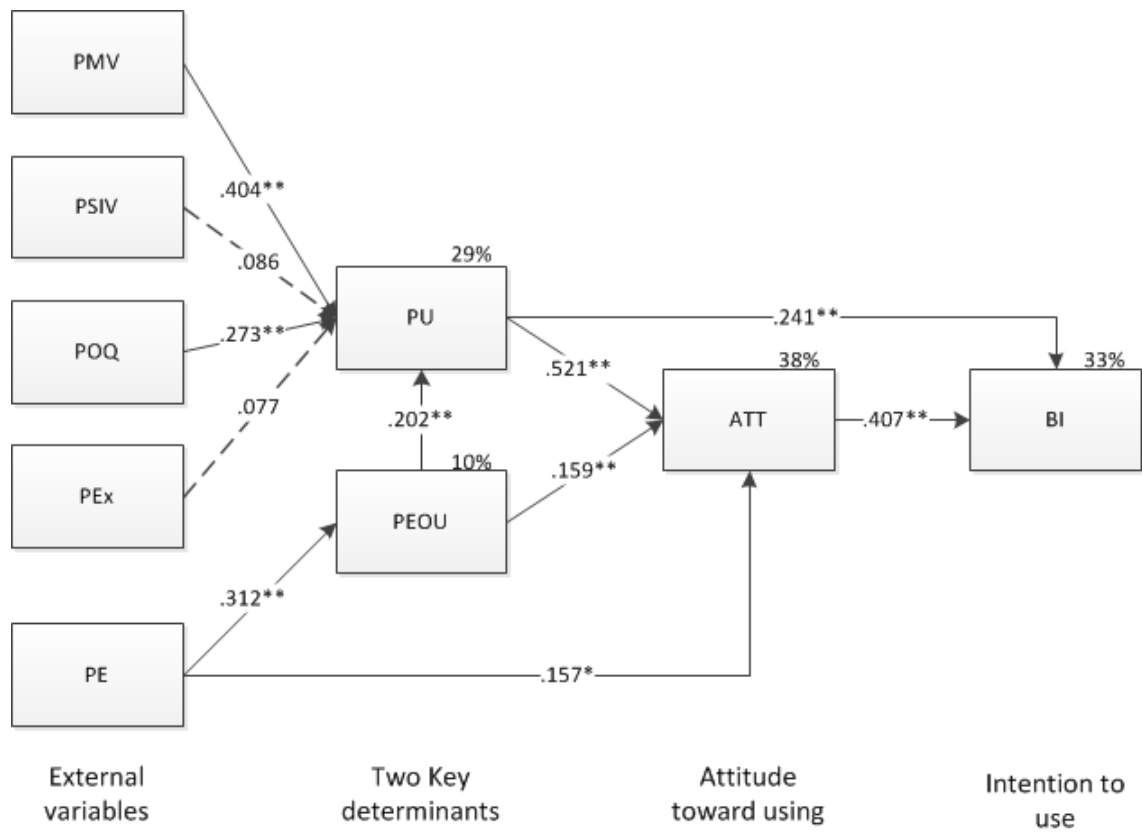 PMV
PSIV
POQ
PEx
PE
.404**
.086
.273**
.077
.312**
29%
PU
.202**
10%
PEOU
.241**
.521**
.159**
.157*
38%
ATT
.407**
33%
BI
External
variables
Two Key
determinants
Attitude
toward using
Intention to
use